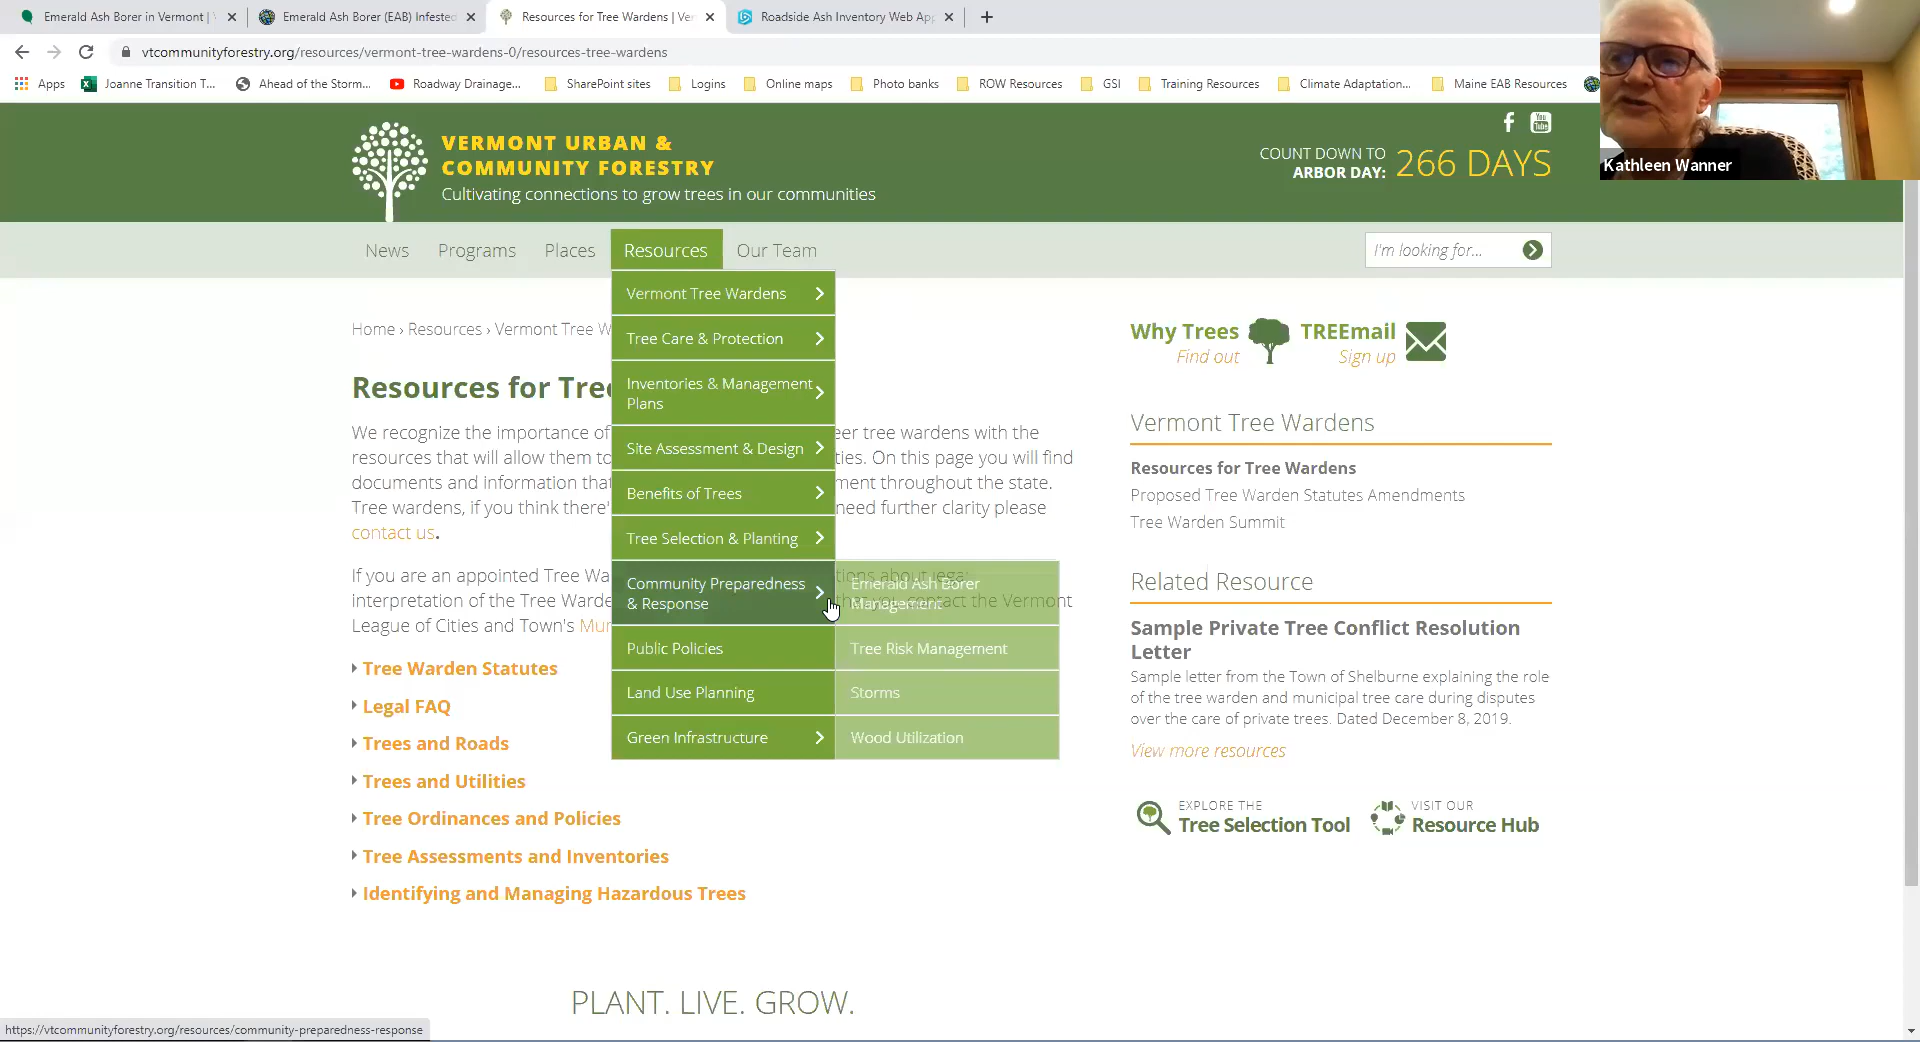 Emerald Ash Borer in Vermont |
Emerald Ash Borer (EAB) Infested
Resources for Tree Wardens | Ver
Roadside Ash Inventory Web App
vtcommunityforestry.org/resources/vermont-tree-wardens-0/resources-tree-wardens
Apps
Joanne Transition T...
Ahead of the Storm...
Roadway Drainage...
SharePoint sites
Logins
Online maps
Photo banks
ROW Resources
GSI
Training Resources
Climate Adaptation...
Maine EAB Resources
Kathleen Wanner
VERMONT URBAN &
COMMUNITY FORESTRY
Cultivating connections to grow trees in our communities
You
Tube
COUNT DOWN TO
ARBOR DAY:
266 DAYS
News
Programs
Places
Resources
Our Team
I'm looking for...
Vermont Tree Wardens
Tree Care & Protection
Inventories & Management
Plans
Site Assessment & Design
Benefits of Trees
Tree Selection & Planting
Community Preparedness
& Response
Public Policies
Land Use Planning
Green Infrastructure
Emerald Ash Borer
Management
Tree Risk Management
Storms
Wood Utilization
Home › Resources › Vermont Tree W
Resources for Tre
We recognize the importance of eer tree wardens with the
resources that will allow them to ties. On this page you will find
documents and information tha ment throughout the state.
Tree wardens, if you think there' need further clarity please
contact us.
If you are an appointed Tree Wa tions about lega
interpretation of the Tree Warde that you contact the Vermont
League of Cities and Town's Mu
Tree Warden Statutes
Legal FAQ
Trees and Roads
Trees and Utilities
Tree Ordinances and Policies
Tree Assessments and Inventories
Identifying and Managing Hazardous Trees
Why Trees
Find out
TREEmail
Sign up
Vermont Tree Wardens
Resources for Tree Wardens
Proposed Tree Warden Statutes Amendments
Tree Warden Summit
Related Resource
Sample Private Tree Conflict Resolution
Letter
Sample letter from the Town of Shelburne explaining the role
of the tree warden and municipal tree care during disputes
over the care of private trees. Dated December 8, 2019.
View more resources
EXPLORE THE
Tree Selection Tool
VISIT OUR
Resource Hub
PLANT. LIVE. GROW.
https://vtcommunityforestry.org/resources/community-preparedness-response